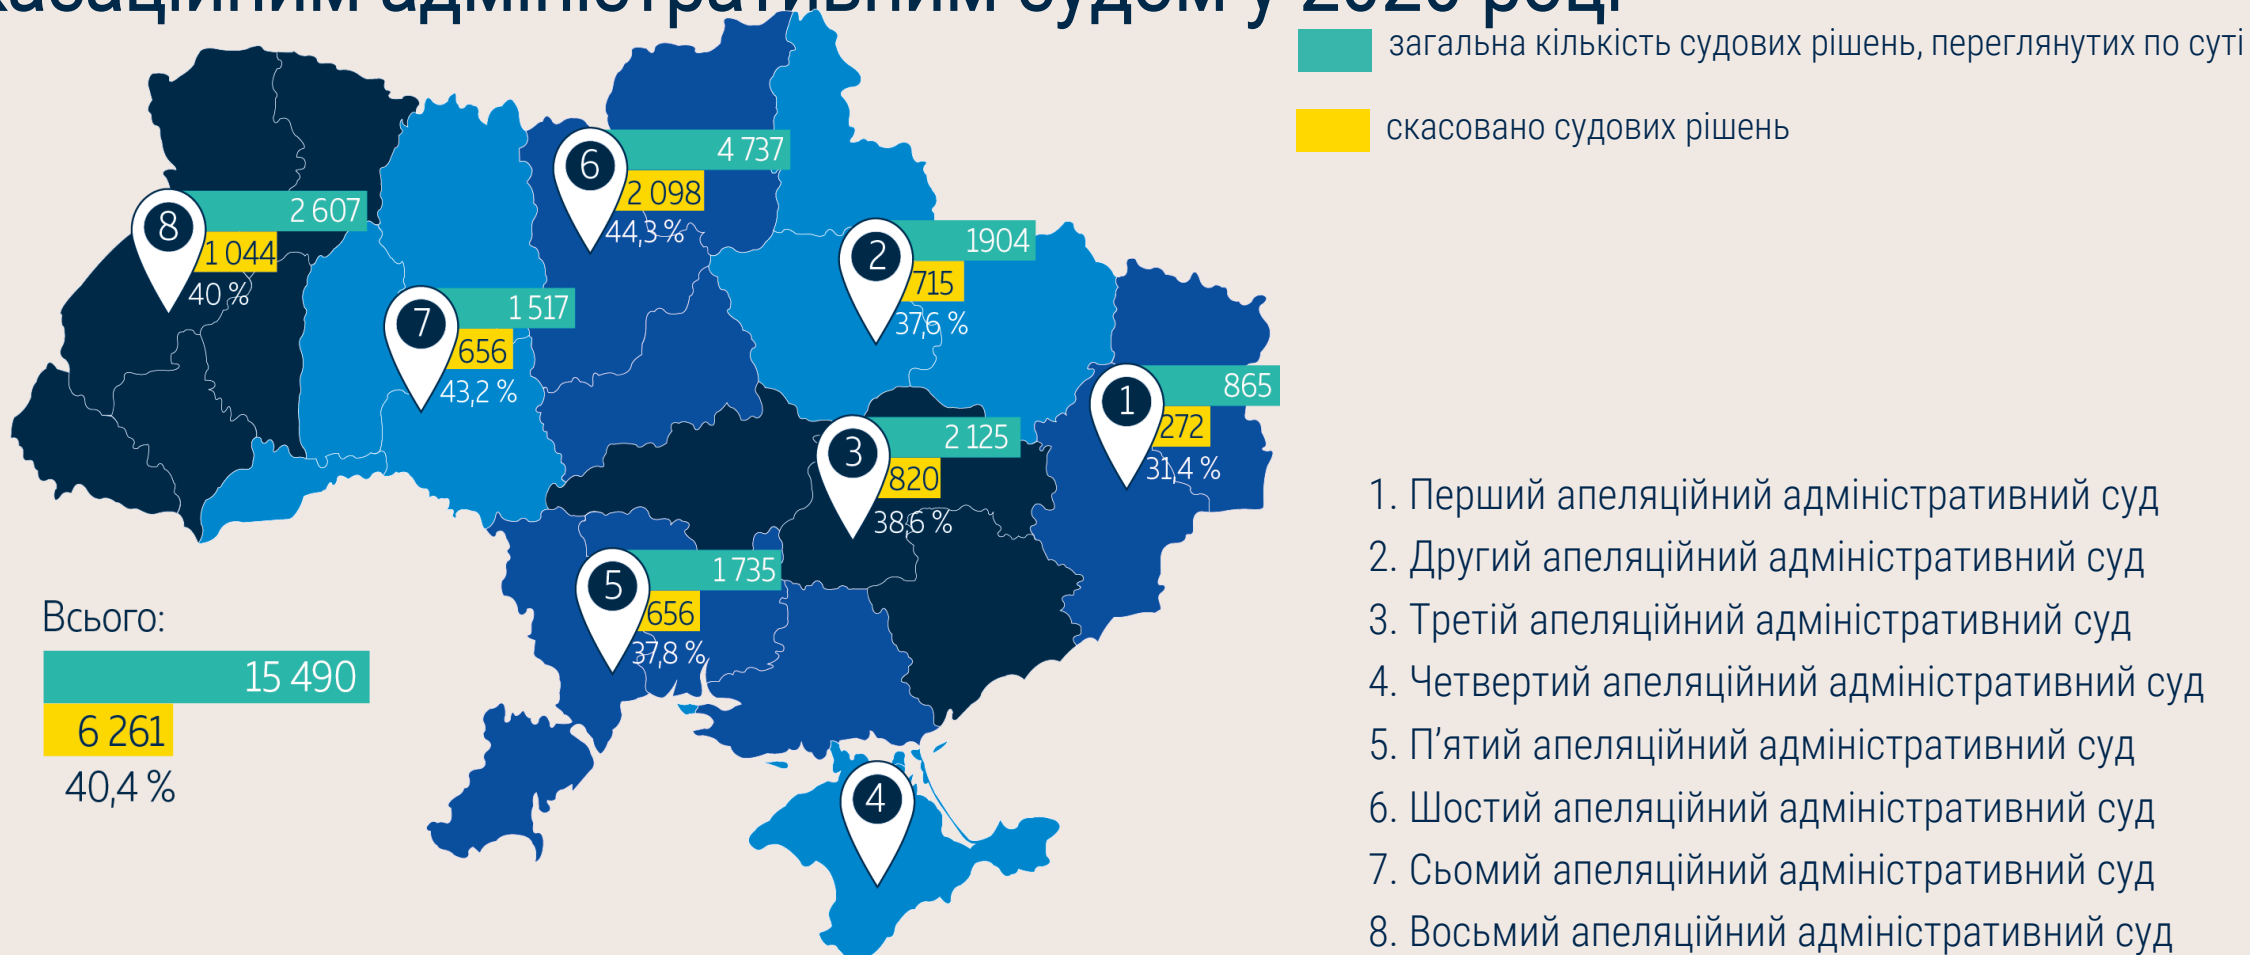 касаційним адміністративним судом у 2020 році
загальна кількість судових рішень, переглянутих по суті
скасовано судових рішень
6
4 737
2 098
44,3 %
8
2 607
1 044
40 %
2
1904
715
37,6 %
7
1 517
656
43,2 %
1
865
272
31,4 %
3
2 125
820
38,6 %
5
1 735
656
37,8 %
4
Всього:
15 490
6 261
40,4 %
1. Перший апеляційний адміністративний суд
2. Другий апеляційний адміністративний суд
3. Третій апеляційний адміністративний суд
4. Четвертий апеляційний адміністративний суд
5. П’ятий апеляційний адміністративний суд
6. Шостий апеляційний адміністративний суд
7. Сьомий апеляційний адміністративний суд
8. Восьмий апеляційний адміністративний суд